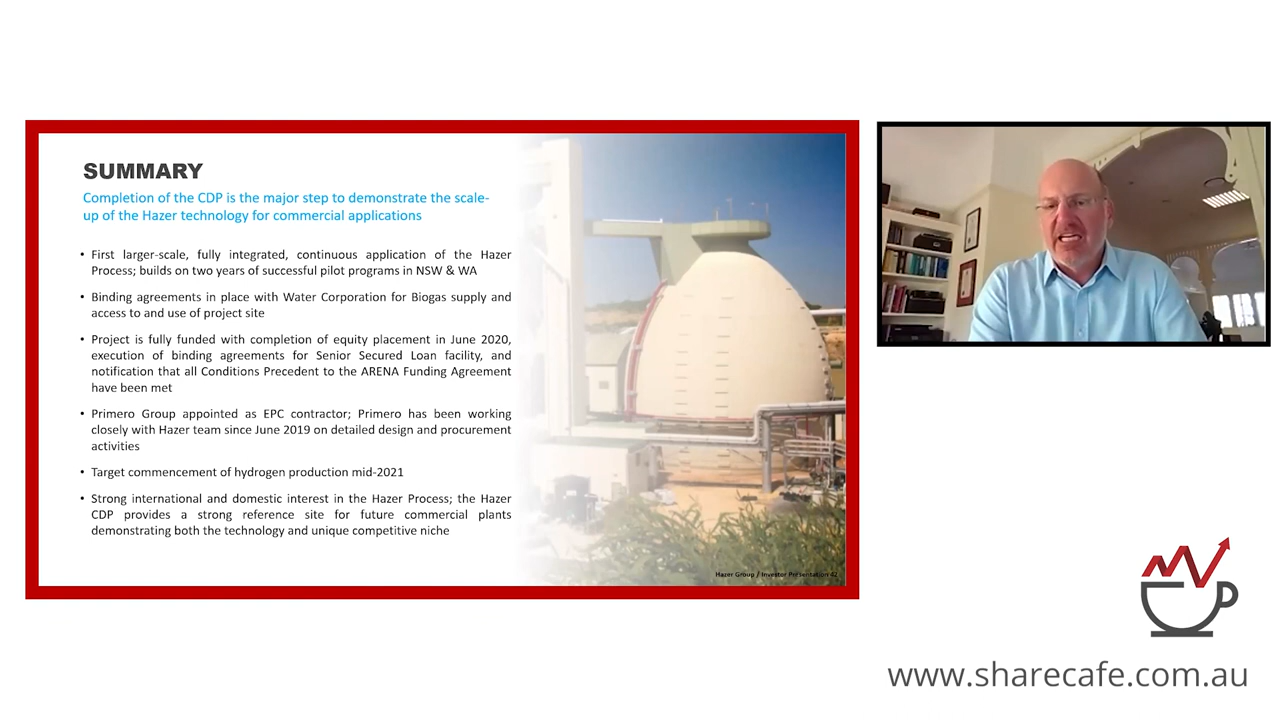 SUMMARY
Completion of the CDP is the major step to demonstrate the scale-
up of the Hazer technology for commercial applications
• First larger-scale, fully integrated, continuous application of the Hazer
Process; builds on two years of successful pilot programs in NSW & WA
• Binding agreements in place with Water Corporation for Biogas supply and
access to and use of project site
• Project is fully funded with completion of equity placement in June 2020,
execution of binding agreements for Senior Secured Loan facility, and
notification that all Conditions Precedent to the ARENA Funding Agreement
have been met
• Primero Group appointed as EPC contractor; Primero has been working
closely with Hazer team since June 2019 on detailed design and procurement
activities
• Target commencement of hydrogen production mid-2021
• Strong international and domestic interest in the Hazer Process; the Hazer
CDP provides a strong reference site for future commercial plants
demonstrating both the technology and unique competitive niche
Hazer Group / Investor Presentation 42
www.sharecafe.com.au